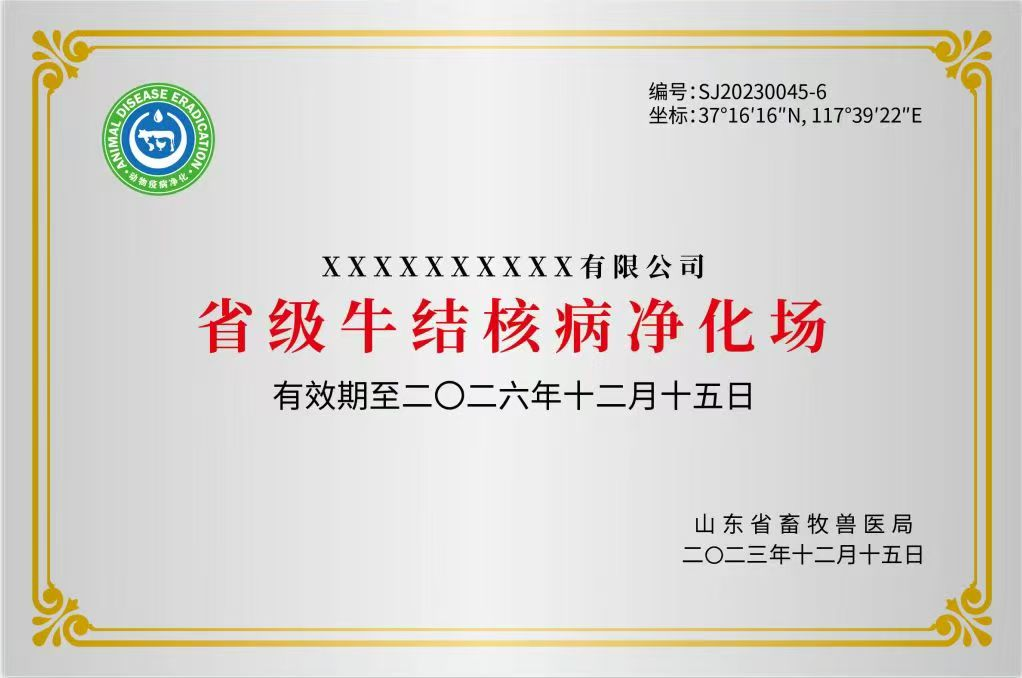 编号：SJ20230045-6
坐标：37°16′16″N, 117°39′22″E
ANIMAL DISEASE ERADICATION
·动物疫病净化·
XXXXXXXXXX有限公司
省级牛结核病净化场
有效期至二〇二六年十二月十五日
山东省畜牧兽医局
二〇二三年十二月十五日